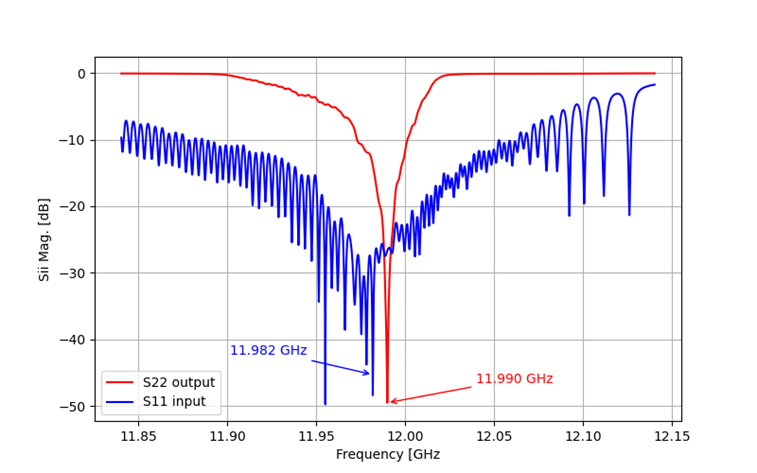 0
−10
−20
−30
−40
−50
Sii Mag. [dB]
11.982 GHz
11.990 GHz
S22 output
S11 input
11.85 11.90 11.95 12.00 12.05 12.10 12.15
Frequency [GHz